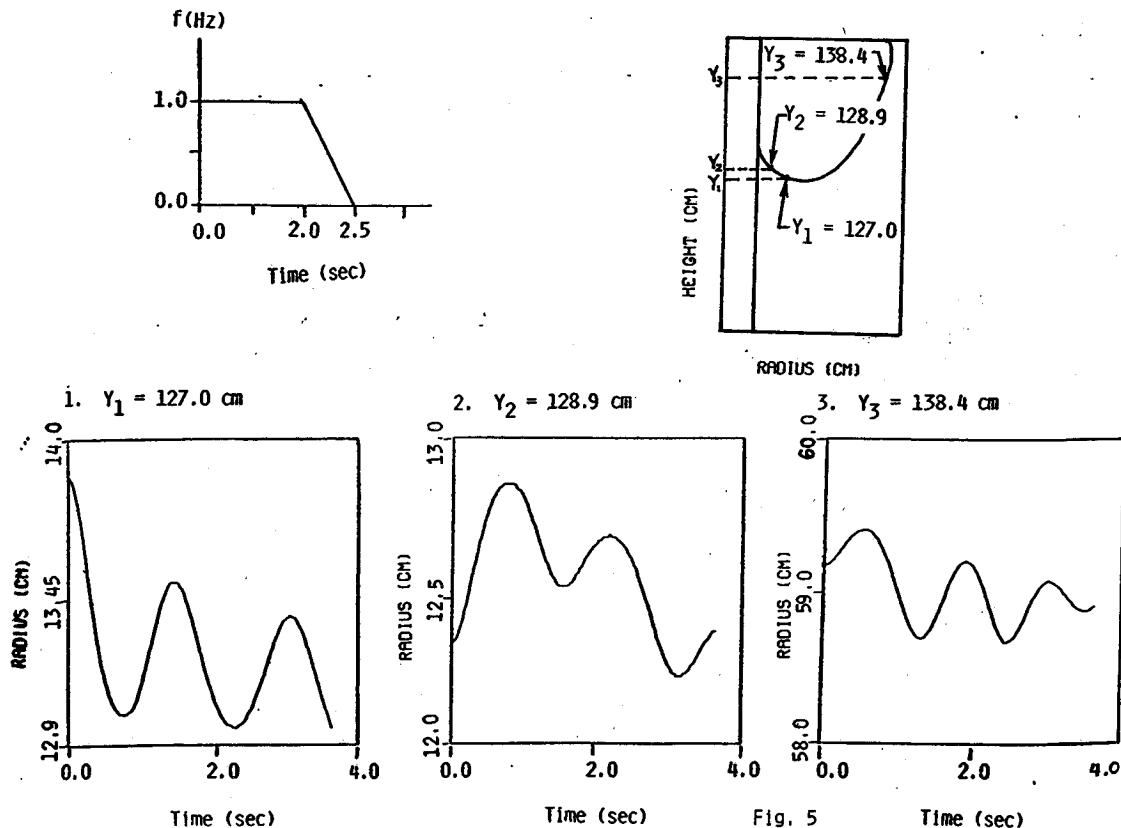 f(Hz)
1.0
0.0
0.0 2.0 2.5
Time (sec)
Y3 = 138.4
Y3
Y2 = 128.9
Y2
Y1
Y1 = 127.0
HEIGHT (CM)
RADIUS (CM)
1. Y1 = 127.0 cm
14.0
13.45
12.9
RADIUS (CM)
0.0 2.0 4.0
Time (sec)
2. Y2 = 128.9 cm
13.0
12.5
12.0
RADIUS (CM)
0.0 2.0 4.0
Time (sec)
3. Y3 = 138.4 cm
60.0
59.0
58.0
RADIUS (CM)
0.0 2.0 4.0
Time (sec)
Fig. 5